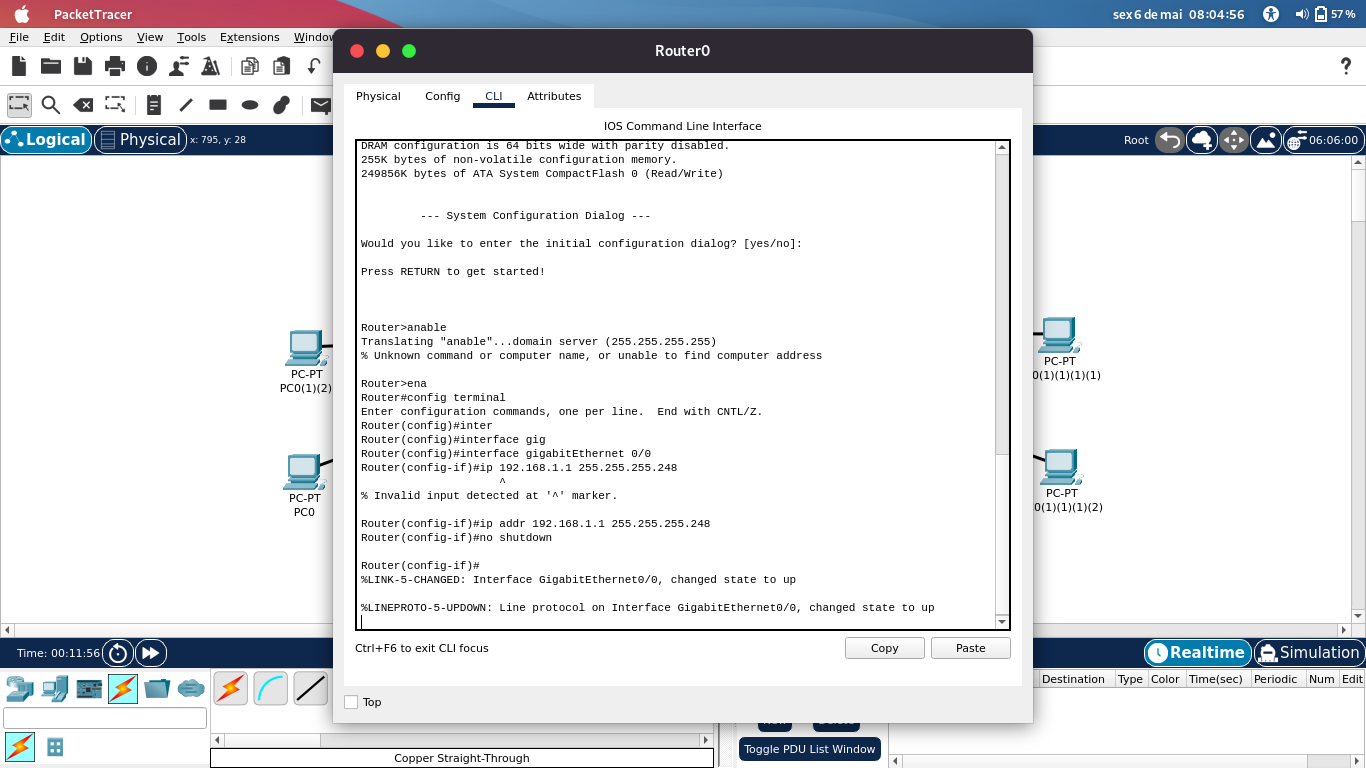 PacketTracer
sex 6 de mai 08:04:56
57 %
File Edit Options View Tools Extensions Window
Router0
Physical Config CLI Attributes
?
Logical
Physical
x: 795, y: 28
Root
06:06:00
IOS Command Line Interface
DRAM configuration is 64 bits wide with parity disabled.
255K bytes of non-volatile configuration memory.
249856K bytes of ATA System CompactFlash 0 (Read/Write)
--- System Configuration Dialog ---
Would you like to enter the initial configuration dialog? [yes/no]:
Press RETURN to get started!
Router>anable
Translating "anable"...domain server (255.255.255.255)
% Unknown command or computer name, or unable to find computer address
Router>ena
Router#config terminal
Enter configuration commands, one per line.  End with CNTL/Z.
Router(config)#inter
Router(config)#interface gig
Router(config)#interface gigabitEthernet 0/0
Router(config-if)#ip 192.168.1.1 255.255.255.248
^
% Invalid input detected at '^' marker.
Router(config-if)#ip addr 192.168.1.1 255.255.255.248
Router(config-if)#no shutdown
Router(config-if)#
%LINK-5-CHANGED: Interface GigabitEthernet0/0, changed state to up
%LINEPROTO-5-UPDOWN: Line protocol on Interface GigabitEthernet0/0, changed state to up
Ctrl+F6 to exit CLI focus
Copy
Paste
Top
PC-PT
PC0(1)(2)
PC-PT
PC0
PC-PT
0(1)(1)(1)(1)
PC-PT
0(1)(1)(1)(2)
Time: 00:11:56
Realtime
Simulation
Destination Type Color Time(sec) Periodic Num Edit
Toggle PDU List Window
Copper Straight-Through